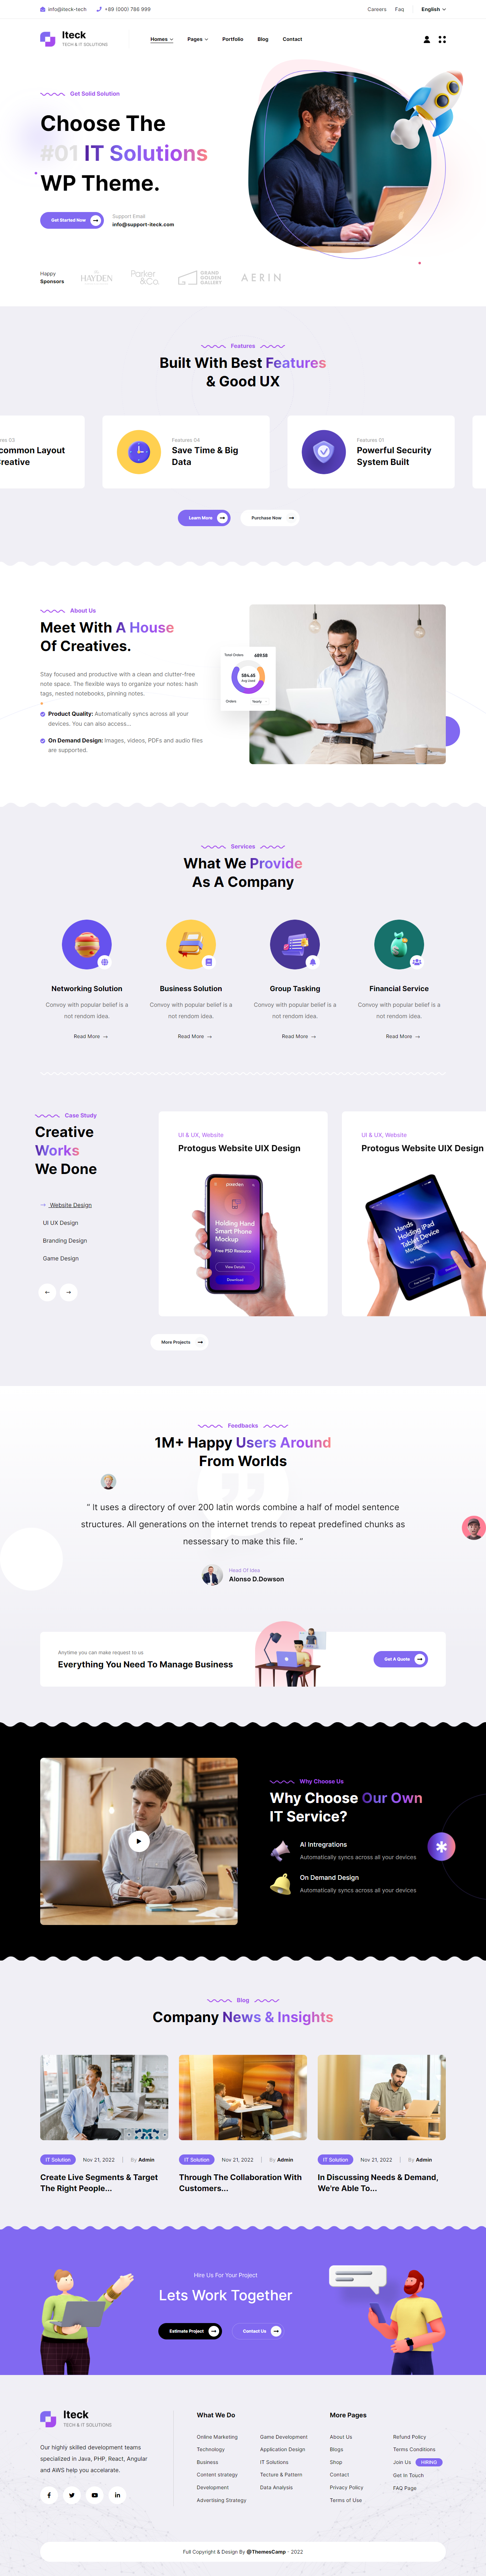 info@iteck-tech
+89 (000) 786 999
Careers
Faq
English
Iteck
TECH & IT SOLUTIONS
Homes
Pages
Portfolio
Blog
Contact
Get Solid Solution
Choose The
#01 IT Solutions
WP Theme.
Get Started Now
Support Email
info@support-iteck.com
Happy
Sponsors
HAYDEN
Parker
&Co
GRAND
GOLDEN
GALLERY
AERIN
Features
Built With Best Features
& Good UX
res 03
common Layout
reative
Features 04
Save Time & Big
Data
Features 01
Powerful Security
System Built
Learn More
Purchase Now
About Us
Meet With A House
Of Creatives.
Stay focused and productive with a clean and clutter-free
note space. The flexible ways to organize your notes: hash
tags, nested notebooks, pinning notes.
Product Quality: Automatically syncs across all your
devices. You can also access...
On Demand Design: Images, videos, PDFs and audio files
are supported.
Total Orders
689.58
$84.65
Orders
Yearly
Services
What We Provide
As A Company
Networking Solution
Convoy with popular belief is a
not rendom idea.
Read More
Business Solution
Convoy with popular belief is a
not rendom idea.
Read More
Group Tasking
Convoy with popular belief is a
not rendom idea.
Read More
Financial Service
Convoy with popular belief is a
not rendom idea.
Read More
Case Study
Creative
Works
We Done
Website Design
UI UX Design
Branding Design
Game Design
UI & UX, Website
Protogus Website UIX Design
Holding Hand
Smart Phone
Mockup
Free PSD Resource
View Details
Download
UI & UX, Website
Protogus Website UIX Design
Hands
Holding iPad
Tablet Device
Mockup
More Projects
Feedbacks
1M+ Happy Users Around
From Worlds
“ It uses a directory of over 200 latin words combine a half of model sentence
structures. All generations on the internet trends to repeat predefined chunks as
nessessary to make this file. ”
Head Of Idea
Alonso D.Dowson
Anytime you can make request to us
Everything You Need To Manage Business
Get A Quote
Why Choose Us
Why Choose Our Own
IT Service?
AI Intregrations
Automatically syncs across all your devices
On Demand Design
Automatically syncs across all your devices
Blog
Company News & Insights
IT Solution
Nov 21, 2022
By Admin
Create Live Segments & Target
The Right People...
IT Solution
Nov 21, 2022
By Admin
Through The Collaboration With
Customers...
IT Solution
Nov 21, 2022
By Admin
In Discussing Needs & Demand,
We're Able To...
Hire Us For Your Project
Lets Work Together
Estimate Project
Contact Us
Iteck
TECH & IT SOLUTIONS
Our highly skilled development teams
specialized in Java, PHP, React, Angular
and AWS help you accelarate.
What We Do
Online Marketing
Technology
Business
Content strategy
Development
Advertising Strategy
Game Development
Application Design
IT Solutions
Tecture & Pattern
Data Analysis
More Pages
About Us
Blogs
Shop
Contact
Privacy Policy
Terms of Use
Refund Policy
Terms Conditions
Join Us
HIRING
Get In Touch
FAQ Page
Full Copyright & Design By @ThemesCamp - 2022